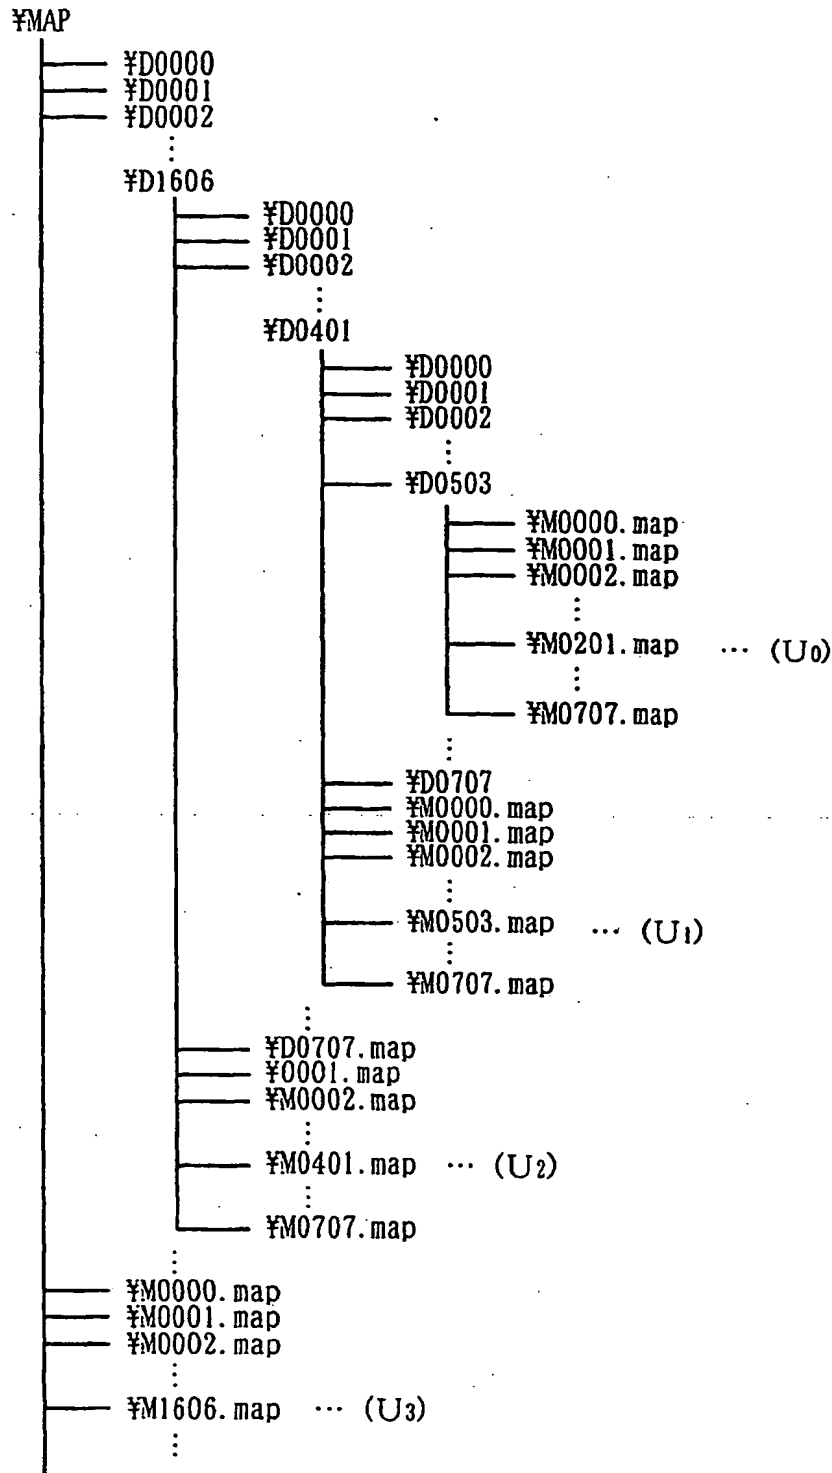 ¥MAP
¥D0000
¥D0001
¥D0002
⋮
¥D1606
¥D0000
¥D0001
¥D0002
⋮
¥D0401
¥D0000
¥D0001
¥D0002
⋮
¥D0503
¥M0000.map
¥M0001.map
¥M0002.map
⋮
¥M0201.map … (U0)
⋮
¥M0707.map
⋮
¥D0707
¥M0000.map
¥M0001.map
¥M0002.map
⋮
¥M0503.map … (U1)
⋮
¥M0707.map
⋮
¥D0707.map
¥0001.map
¥M0002.map
⋮
¥M0401.map … (U2)
⋮
¥M0707.map
⋮
¥M0000.map
¥M0001.map
¥M0002.map
⋮
¥M1606.map … (U3)
⋮